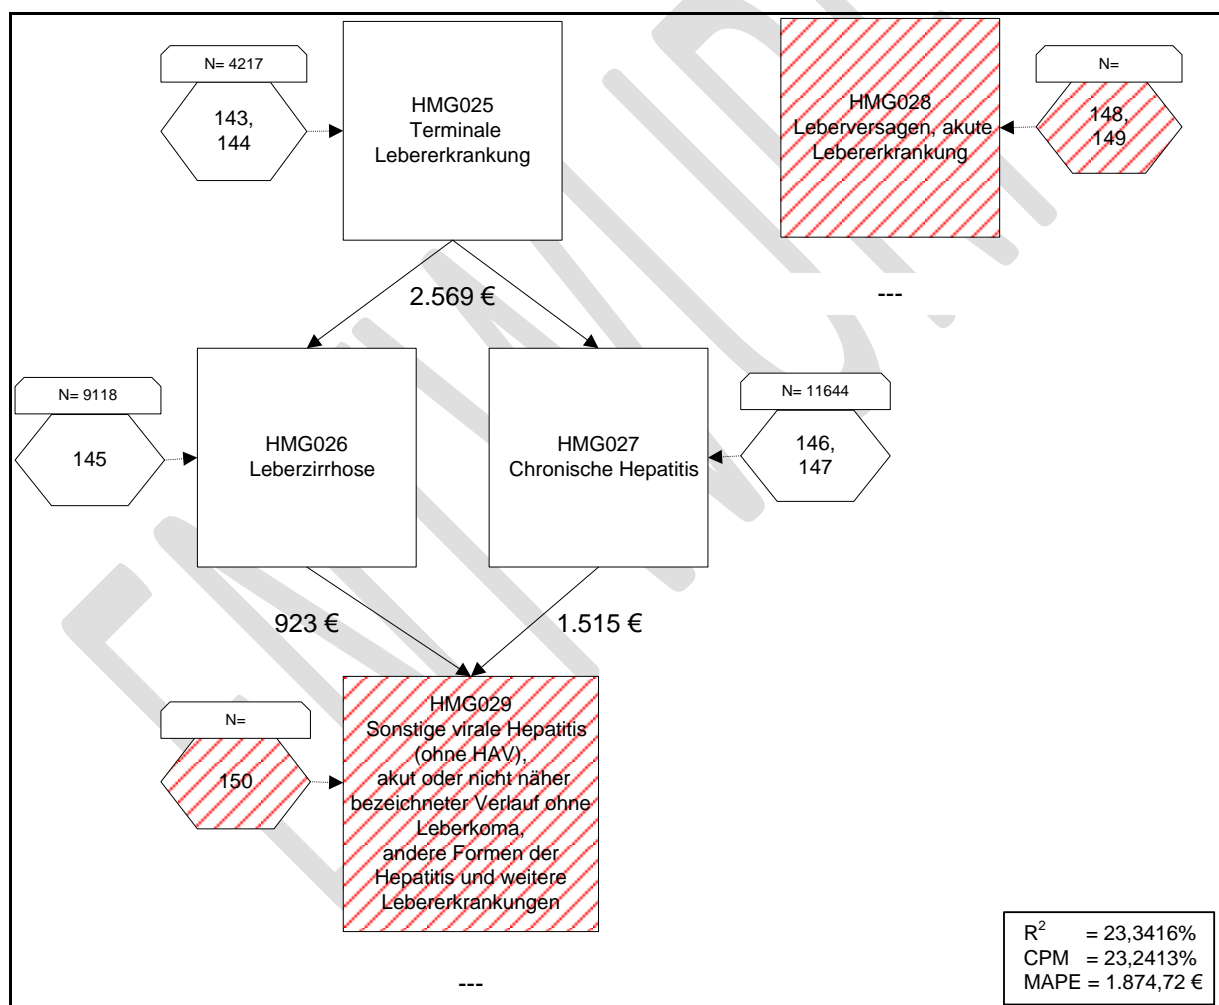 N= 4217
143,
144
HMG025
Terminale
Lebererkrankung
HMG028
Leberversagen, akute
Lebererkrankung
N=
148,
149
2.569 €
---
N= 9118
145
HMG026
Leberzirrhose
HMG027
Chronische Hepatitis
N= 11644
146,
147
923 €
1.515 €
N=
150
HMG029
Sonstige virale Hepatitis
(ohne HAV),
akut oder nicht näher
bezeichneter Verlauf ohne
Leberkoma,
andere Formen der
Hepatitis und weitere
Lebererkrankungen
---
R² = 23,3416%
CPM = 23,2413%
MAPE = 1.874,72 €